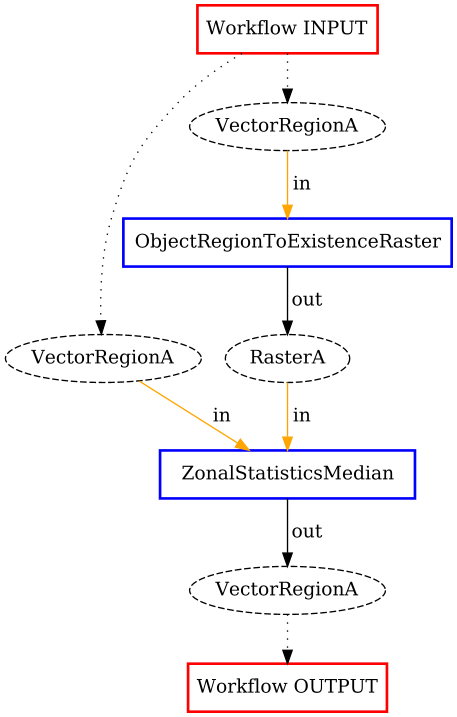 Workflow INPUT
VectorRegionA
in
ObjectRegionToExistenceRaster
out
VectorRegionA
RasterA
in
in
ZonalStatisticsMedian
out
VectorRegionA
Workflow OUTPUT